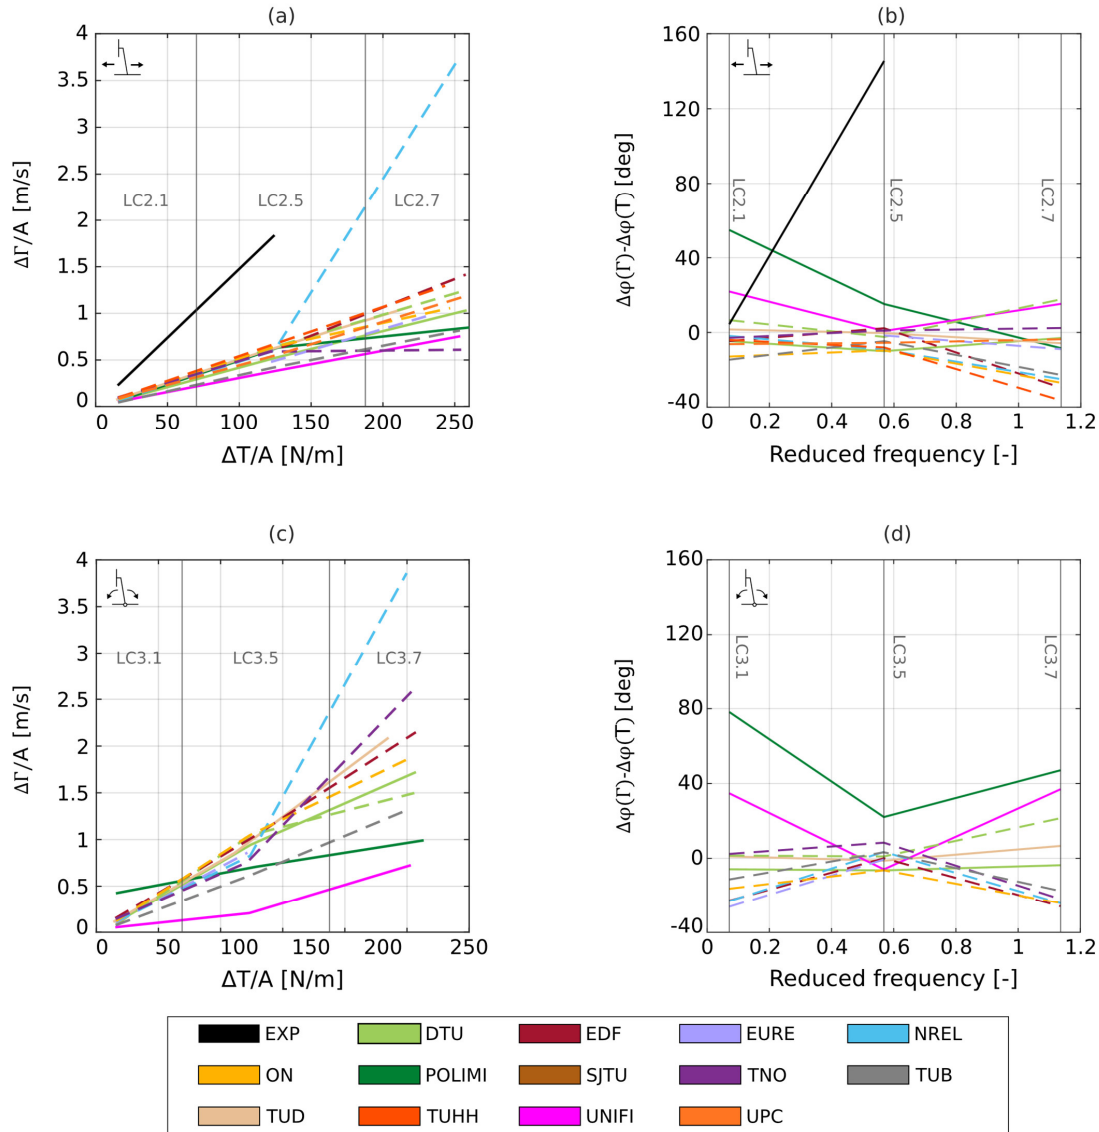 (a)
4
3.5
3
2.5
2
1.5
1
0.5
0
ΔΓ/A [m/s]
LC2.1 LC2.5 LC2.7
0 50 100 150 200 250
ΔT/A [N/m]
(b)
160
120
80
40
0
-40
Δφ(Γ)-Δφ(T) [deg]
LC2.1
LC2.5
LC2.7
0 0.2 0.4 0.6 0.8 1 1.2
Reduced frequency [-]
(c)
4
3.5
3
2.5
2
1.5
1
0.5
0
ΔΓ/A [m/s]
LC3.1 LC3.5 LC3.7
0 50 100 150 200 250
ΔT/A [N/m]
(d)
160
120
80
40
0
-40
Δφ(Γ)-Δφ(T) [deg]
LC3.1
LC3.5
LC3.7
0 0.2 0.4 0.6 0.8 1 1.2
Reduced frequency [-]
EXP DTU EDF EURE NREL
ON POLIMI SJTU TNO TUB
TUD TUHH UNIFI UPC